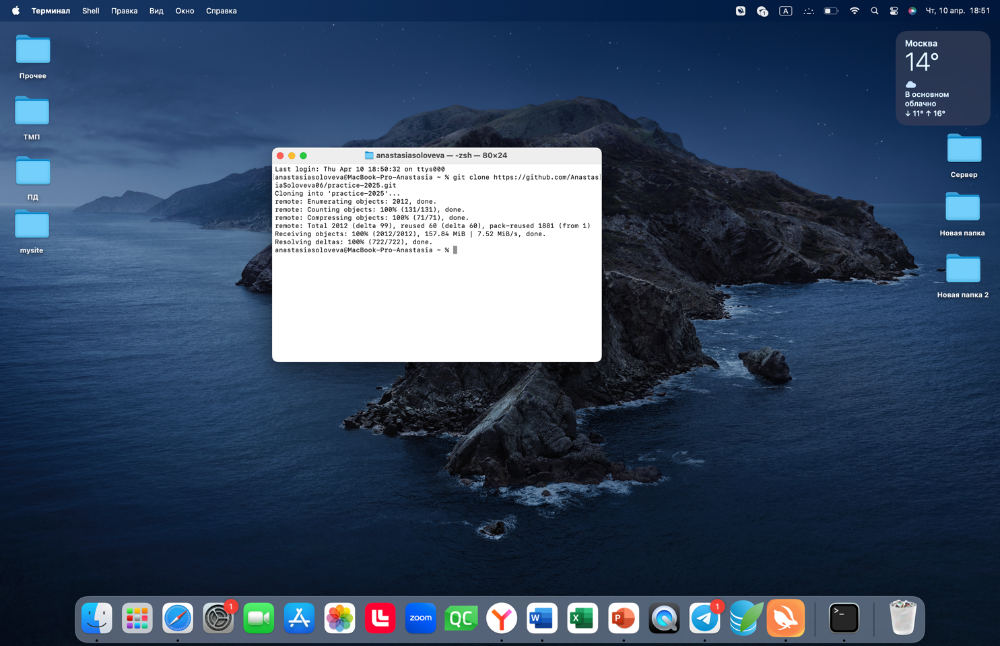 Терминал Shell Правка Вид Окно Справка
1 A Чт, 10 апр. 18:51
Прочее
ТМП
ПД
mysite
Москва
14°
В основном
облачно
↓11° ↑16°
Сервер
Новая папка
Новая папка 2
anastasiasoloveva — -zsh — 80×24
Last login: Thu Apr 10 18:50:32 on ttys000
[anastasiasoloveva@MacBook-Pro-Anastasia ~ % git clone https://github.com/Anastas]
iaSoloveva06/practice-2025.git
Cloning into 'practice-2025'...
remote: Enumerating objects: 2012, done.
remote: Counting objects: 100% (131/131), done.
remote: Compressing objects: 100% (71/71), done.
remote: Total 2012 (delta 99), reused 60 (delta 60), pack-reused 1881 (from 1)
Receiving objects: 100% (2012/2012), 157.84 MiB | 7.52 MiB/s, done.
Resolving deltas: 100% (722/722), done.
anastasiasoloveva@MacBook-Pro-Anastasia ~ %
1 zoom QC W X P 1 >_